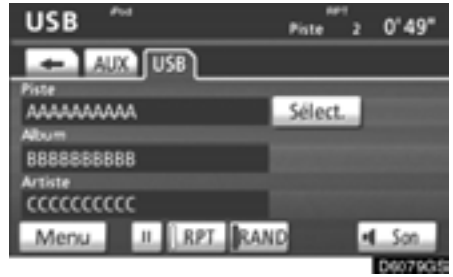 USB iPod RPT
Piste 2 0'49"
← AUX USB
Piste
AAAAAAAAAA Sélect.
Album
BBBBBBBBBB
Artiste
CCCCCCCCCC
Menu II RPT RAND Son
D6079GS